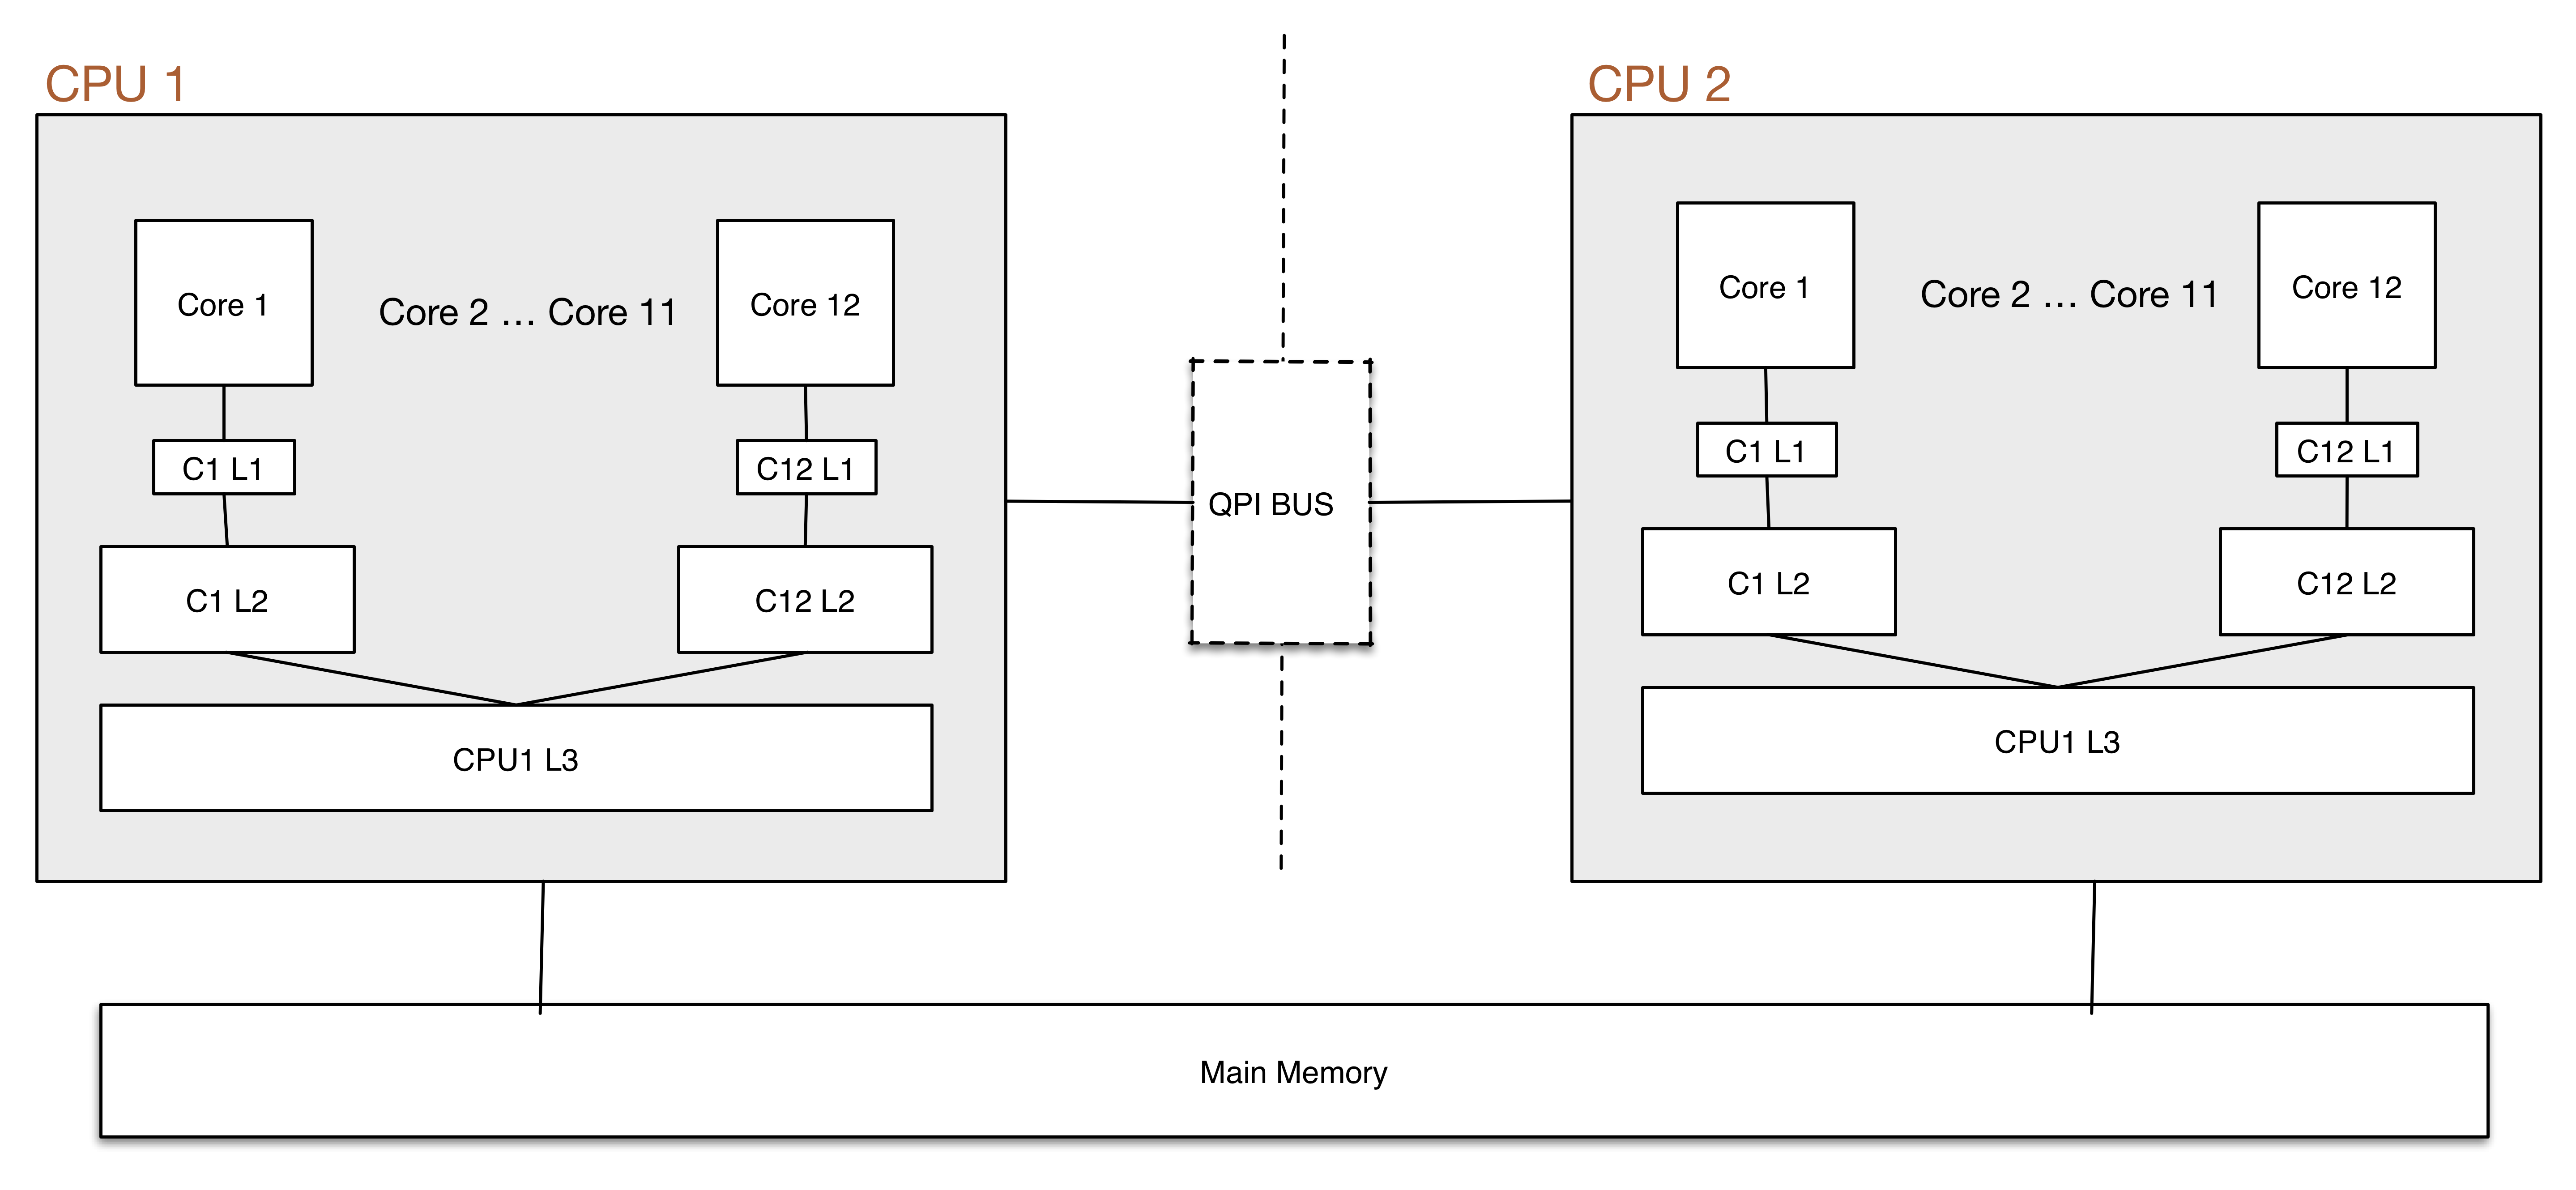 CPU 1
Core 1
Core 2 ... Core 11
Core 12
C1 L1
C12 L1
C1 L2
C12 L2
CPU1 L3
QPI BUS
CPU 2
Core 1
Core 2 ... Core 11
Core 12
C1 L1
C12 L1
C1 L2
C12 L2
CPU1 L3
Main Memory